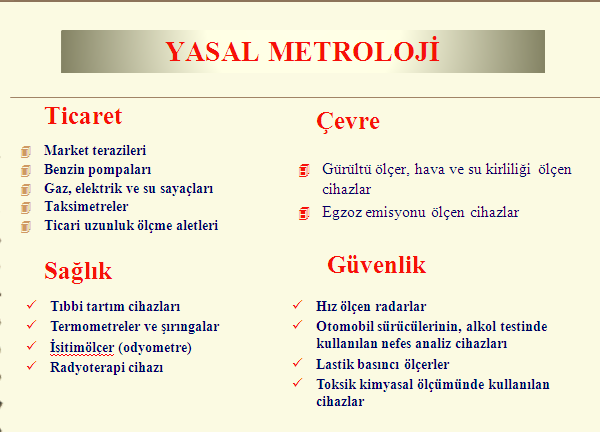 YASAL METROLOJİ
Ticaret
Market terazileri
Benzin pompaları
Gaz, elektrik ve su sayaçları
Taksimetreler
Ticari uzunluk ölçme aletleri
Çevre
Gürültü ölçer, hava ve su kirliliği ölçen
cihazlar
Egzoz emisyonu ölçen cihazlar
Sağlık
Tıbbi tartım cihazları
Termometreler ve şırıngalar
İsitimölçer (odyometre)
Radyoterapi cihazı
Güvenlik
Hız ölçen radarlar
Otomobil sürücülerinin, alkol testinde
kullanılan nefes analiz cihazları
Lastik basıncı ölçerler
Toksik kimyasal ölçümünde kullanılan
cihazlar